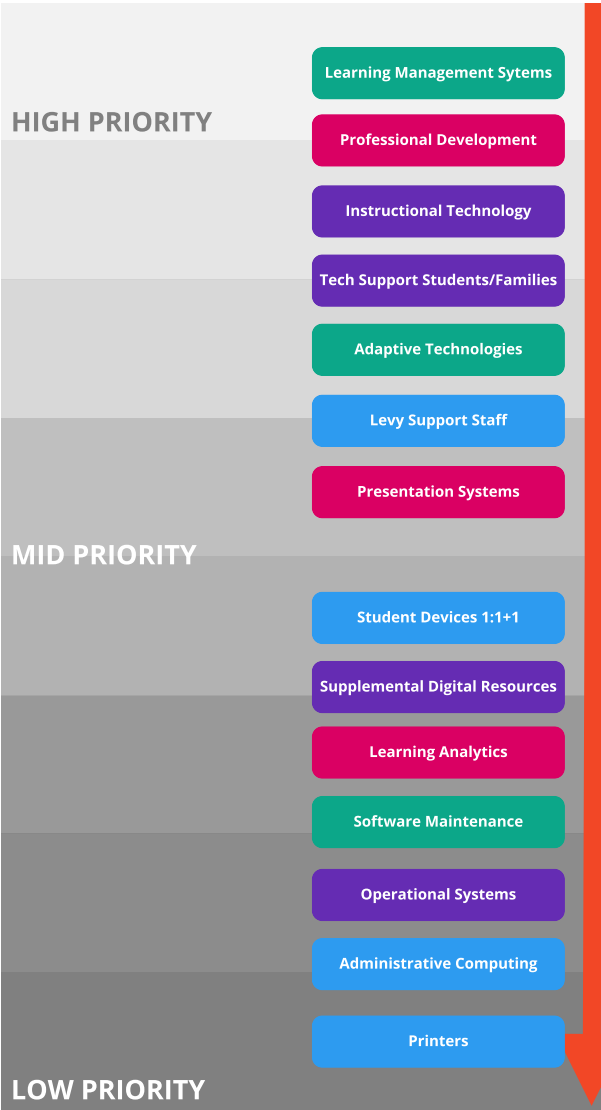 Learning Management Sytems
HIGH PRIORITY
Professional Development
Instructional Technology
Tech Support Students/Families
Adaptive Technologies
Levy Support Staff
Presentation Systems
MID PRIORITY
Student Devices 1:1+1
Supplemental Digital Resources
Learning Analytics
Software Maintenance
Operational Systems
Administrative Computing
Printers
LOW PRIORITY